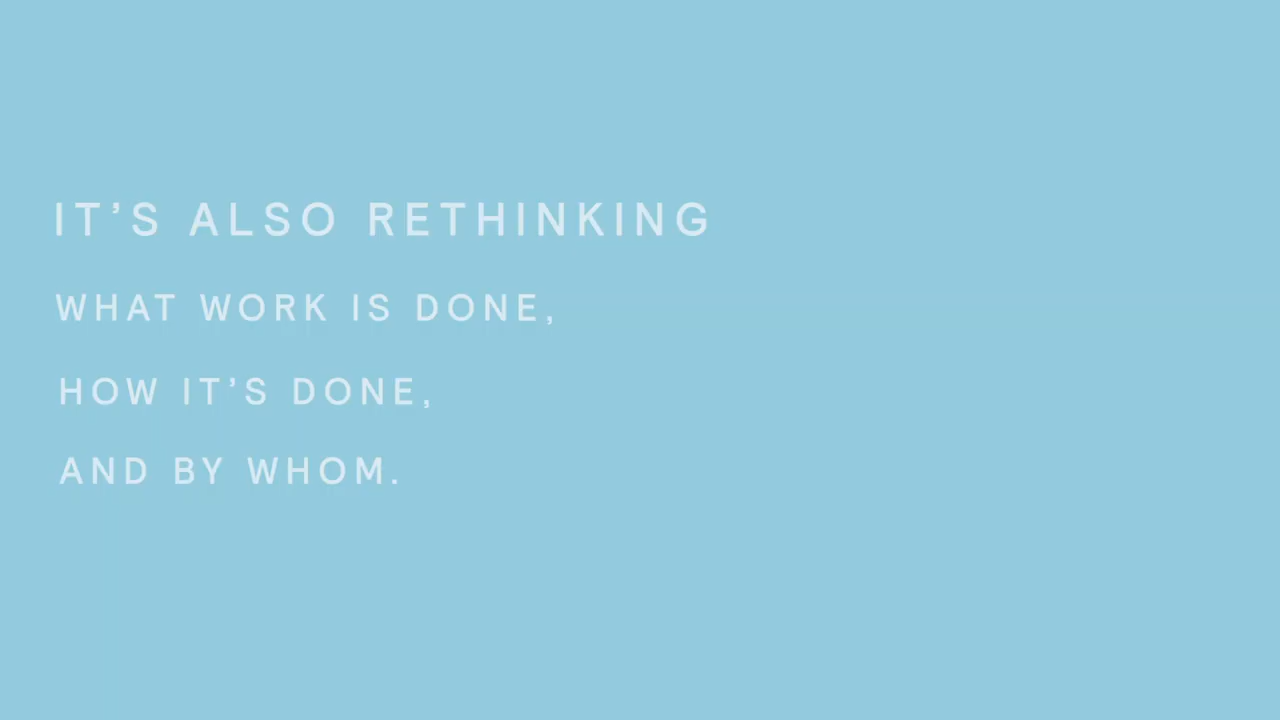 IT’S ALSO RETHINKING
WHAT WORK IS DONE,
HOW IT’S DONE,
AND BY WHOM.